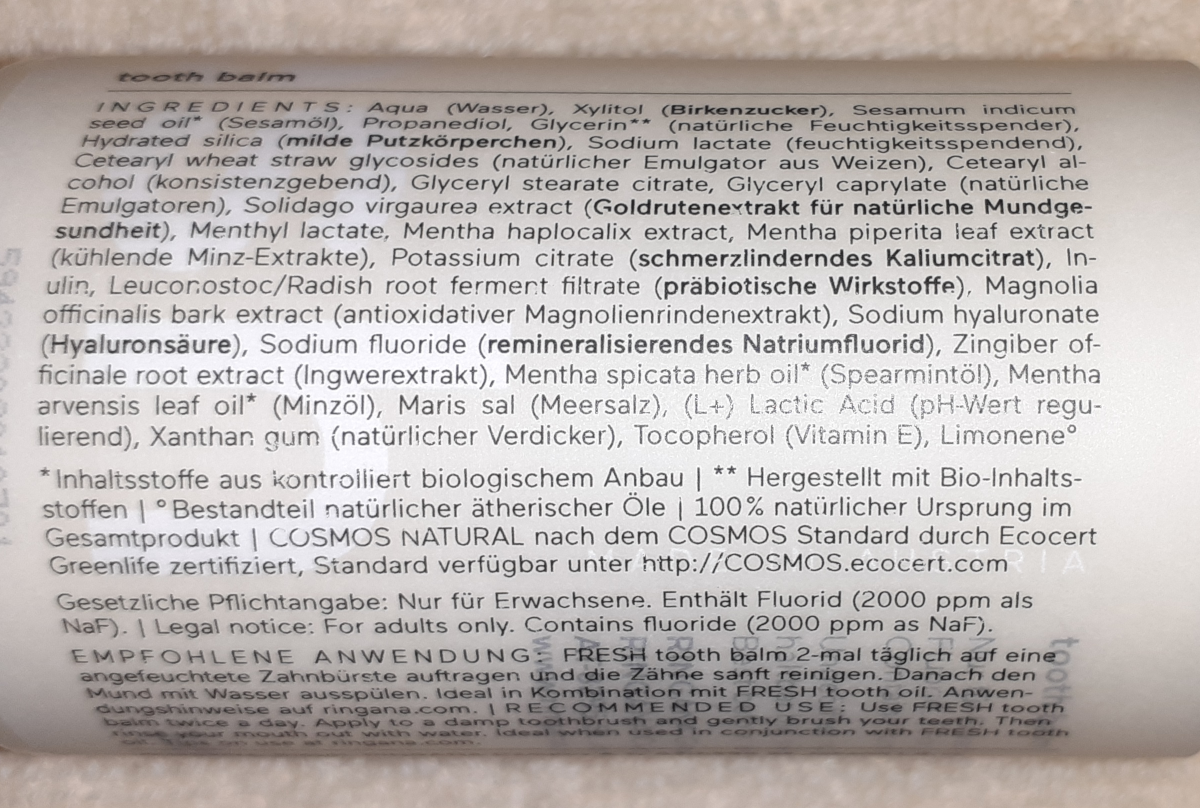 tooth balm
INGREDIENTS: Aqua (Wasser), Xylitol (Birkenzucker), Sesamum indicum
seed oil* (Sesamöl), Propanediol, Glycerin** (natürliche Feuchtigkeitsspender),
Hydrated silica (milde Putzkörperchen), Sodium lactate (feuchtigkeitsspendend),
Cetearyl wheat straw glycosides (natürlicher Emulgator aus Weizen), Cetearyl al-
cohol (konsistenzgebend), Glyceryl stearate citrate, Glyceryl caprylate (natürliche
Emulgatoren), Solidago virgaurea extract (Goldrutenextrakt für natürliche Mundge-
sundheit), Menthyl lactate, Mentha haplocalix extract, Mentha piperita leaf extract
(kühlende Minz-Extrakte), Potassium citrate (schmerzlinderndes Kaliumcitrat), In-
ulin, Leuconostoc/Radish root ferment filtrate (präbiotische Wirkstoffe), Magnolia
officinalis bark extract (antioxidativer Magnolienrindenextrakt), Sodium hyaluronate
(Hyaluronsäure), Sodium fluoride (remineralisierendes Natriumfluorid), Zingiber of-
ficinale root extract (Ingwerextrakt), Mentha spicata herb oil* (Spearmintöl), Mentha
arvensis leaf oil* (Minzöl), Maris sal (Meersalz), (L+) Lactic Acid (pH-Wert regu-
lierend), Xanthan gum (natürlicher Verdicker), Tocopherol (Vitamin E), Limonene°
*Inhaltsstoffe aus kontrolliert biologischem Anbau | ** Hergestellt mit Bio-Inhalts-
stoffen | °Bestandteil natürlicher ätherischer Öle | 100% natürlicher Ursprung im
Gesamtprodukt | COSMOS NATURAL nach dem COSMOS Standard durch Ecocert
Greenlife zertifiziert, Standard verfügbar unter http://COSMOS.ecocert.com
Gesetzliche Pflichtangabe: Nur für Erwachsene. Enthält Fluorid (2000 ppm als
NaF). | Legal notice: For adults only. Contains fluoride (2000 ppm as NaF).
EMPFOHLENE ANWENDUNG: FRESH tooth balm 2-mal täglich auf eine
angefeuchtete Zahnbürste auftragen und die Zähne sanft reinigen. Danach den
Mund mit Wasser ausspülen. Ideal in Kombination mit FRESH tooth oil. Anwen-
dungshinweise auf ringana.com. | RECOMMENDED USE: Use FRESH tooth
balm twice a day. Apply to a damp toothbrush and gently brush your teeth. Then
rinse your mouth out with water. Ideal when used in conjunction with FRESH tooth